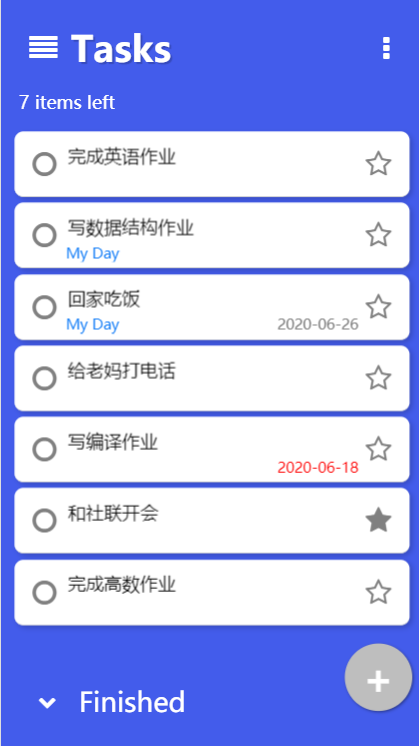 Tasks
7 items left
完成英语作业
写数据结构作业
My Day
回家吃饭
My Day 2020-06-26
给老妈打电话
写编译作业
2020-06-18
和社联开会
完成高数作业
Finished